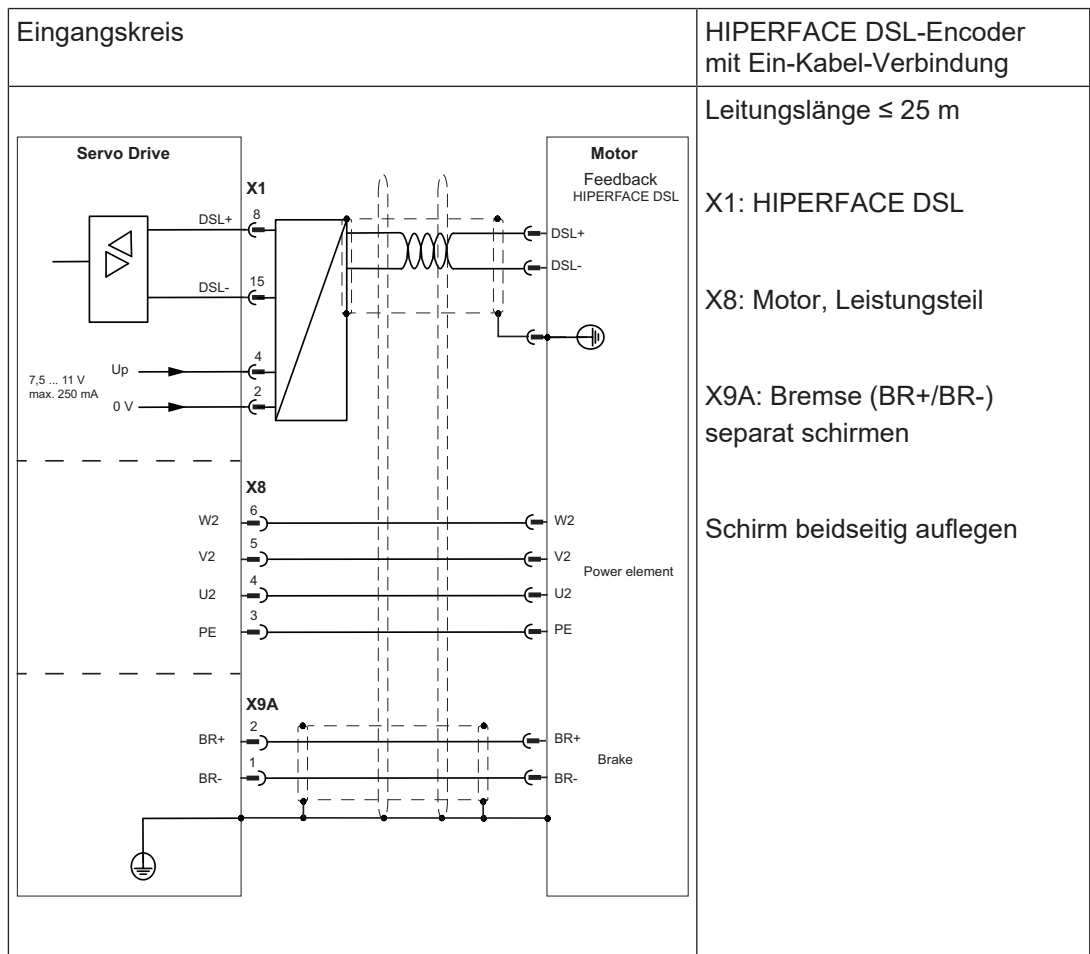 Eingangskreis
HIPERFACE DSL-Encoder
mit Ein-Kabel-Verbindung
Servo Drive
X1
DSL+
8
DSL-
15
Up
4
7,5 ... 11 V
max. 250 mA
0 V
2
Motor
Feedback
HIPERFACE DSL
DSL+
DSL-
X8
W2
6
W2
V2
5
V2
Power element
U2
4
U2
PE
3
PE
X9A
BR+
2
BR+
Brake
BR-
1
BR-
Leitungslänge ≤ 25 m
X1: HIPERFACE DSL
X8: Motor, Leistungsteil
X9A: Bremse (BR+/BR-)
separat schirmen
Schirm beidseitig auflegen